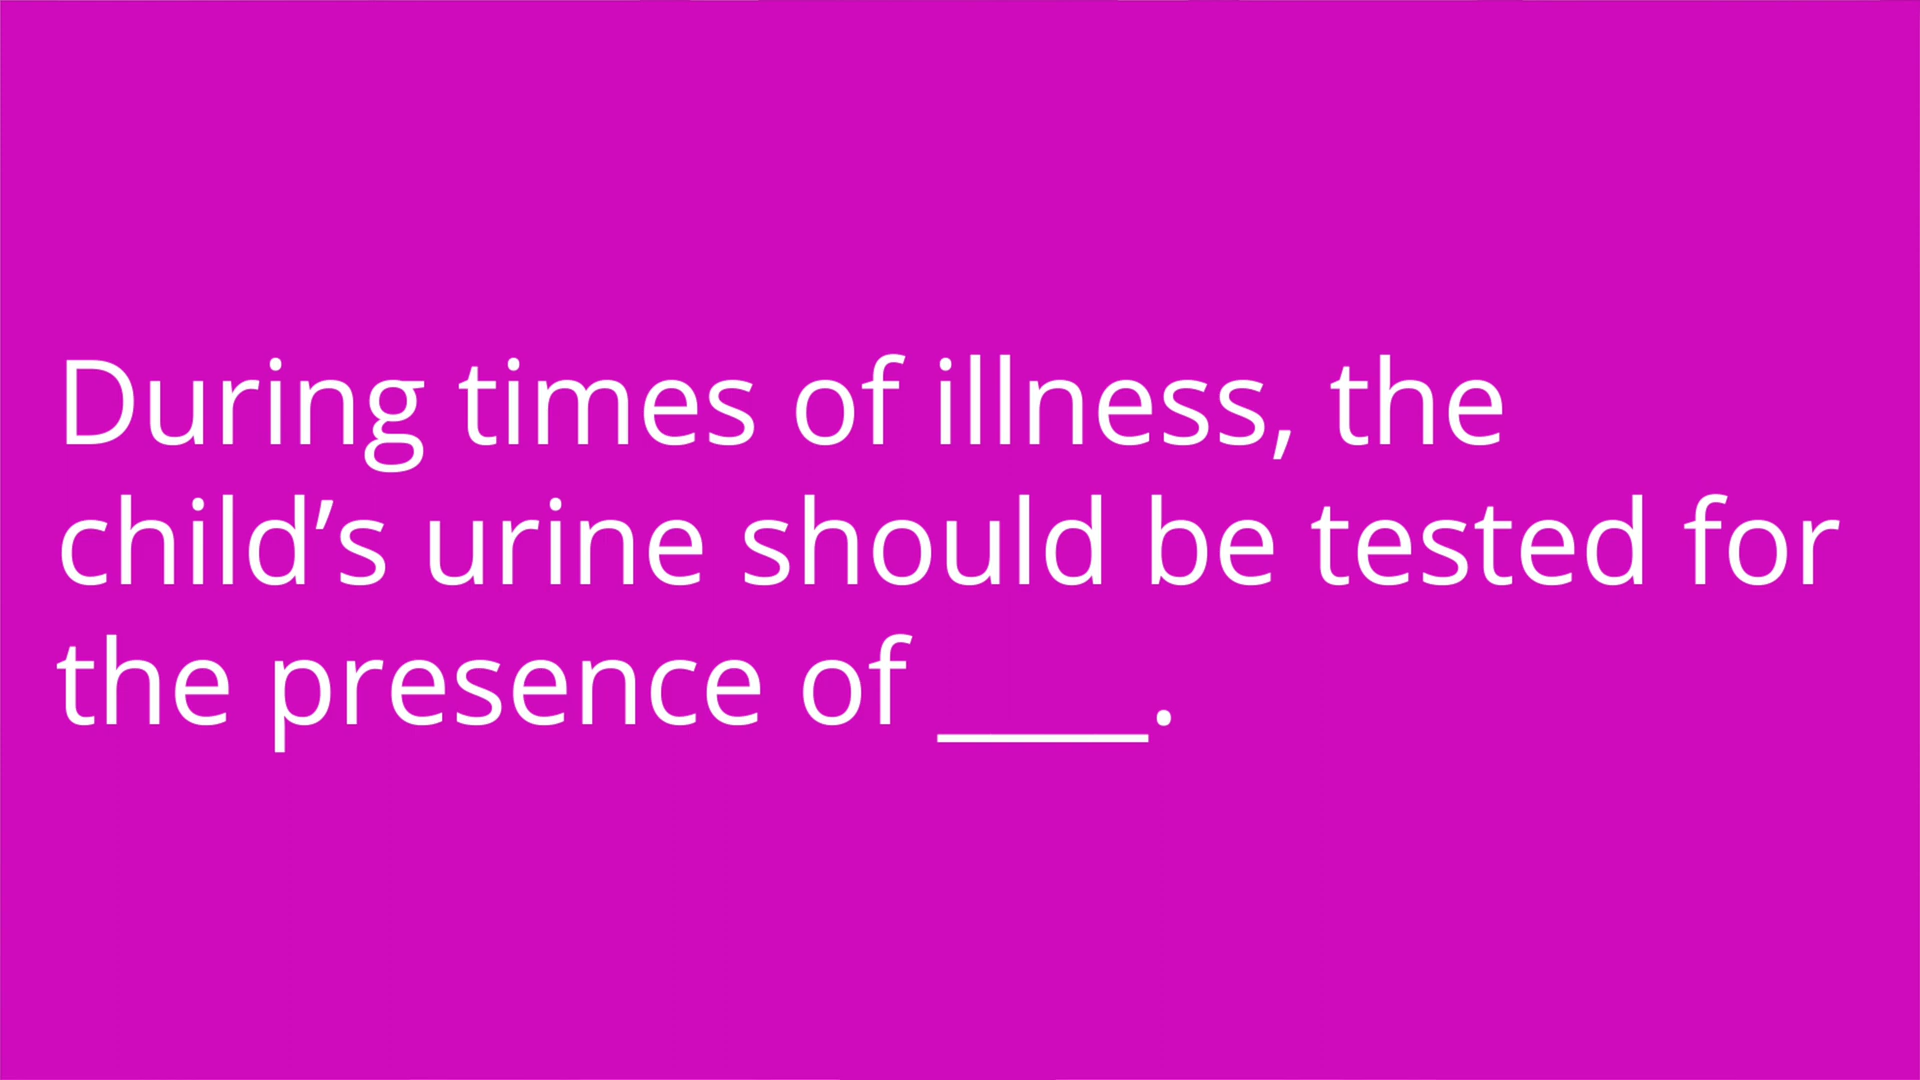 During times of illness, the
child’s urine should be tested for
the presence of ____.